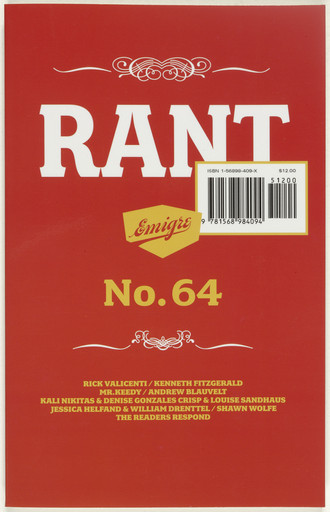 RANT
ISBN 1-56898-409-X $12.00
51200
9 781568 984094
Emigre
No. 64
RICK VALICENTI / KENNETH FITZGERALD
MR. KEEDY / ANDREW BLAUVELT
KALI NIKITAS & DENISE GONZALES CRISP & LOUISE SANDHAUS
JESSICA HELFAND & WILLIAM DRENTTEL / SHAWN WOLFE
THE READERS RESPOND